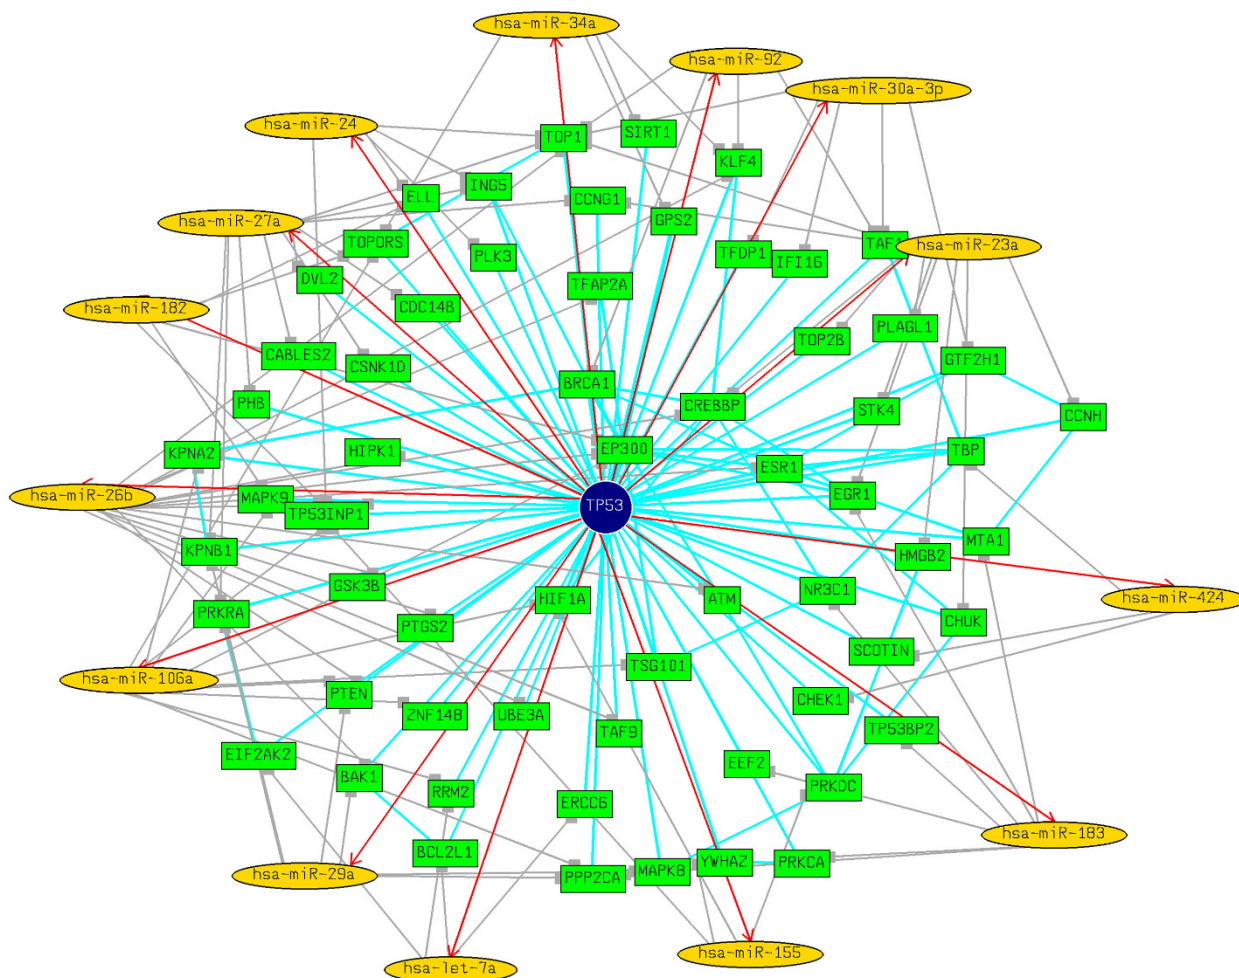 hsa-miR-34a
hsa-miR-92
hsa-miR-30a-3p
hsa-miR-24
TOP1
SIRT1
KLF4
ING5
ELL
CCNG1
GPS2
hsa-miR-27a
TOPORS
PLK3
TFDP1
IFI16
TAF1
hsa-miR-23a
DVL2
TFAP2A
CDC14B
hsa-miR-182
PLAGL1
TOP2B
CABLES2
CSNK1D
GTF2H1
BRCA1
PHB
CREBBP
STK4
CCNH
KPNA2
HIPK1
EP300
ESR1
TBP
hsa-miR-26b
MAPK9
EGR1
TP53INP1
TP53
KPNB1
HMGB2
MTA1
GSK3B
NR3C1
PRKRA
HIF1A
ATM
hsa-miR-424
CHUK
PTGS2
SCOTIN
TSG101
hsa-miR-106a
PTEN
CHEK1
ZNF148
UBE3A
TAF9
TP53BP2
EIF2AK2
EEF2
BAK1
RRM2
ERCC6
PRKDC
hsa-miR-183
BCL2L1
YWHAZ
PRKCA
hsa-miR-29a
PPP2CA
MAPK8
hsa-miR-155
hsa-let-7a